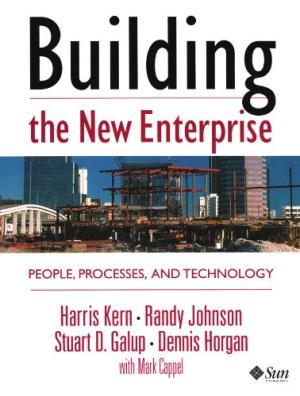 Building
the New Enterprise
PEOPLE, PROCESSES, AND TECHNOLOGY
Harris Kern • Randy Johnson
Stuart D. Galup • Dennis Horgan
with Mark Cappel
Sun